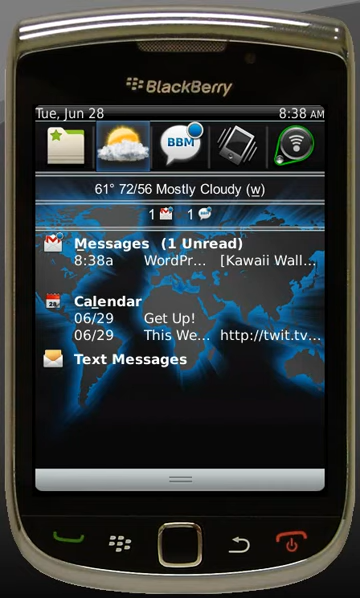 BlackBerry
Tue, Jun 28 8:38 AM
BBM
61° 72/56 Mostly Cloudy (w)
1 1
Messages (1 Unread)
8:38a WordPr... [Kawaii Wall...
28 Calendar
06/29 Get Up!
06/29 This We... http://twit.tv...
Text Messages